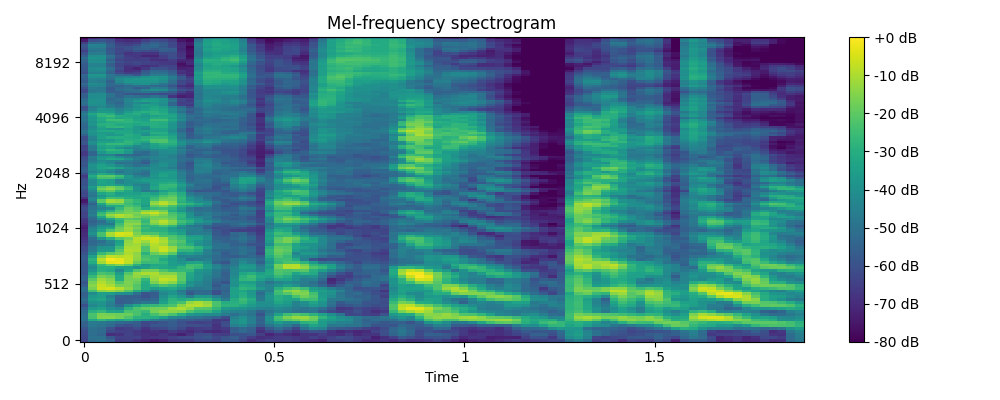 Mel-frequency spectrogram
Hz
8192
4096
2048
1024
512
0
0
0.5
1
1.5
Time
+0 dB
-10 dB
-20 dB
-30 dB
-40 dB
-50 dB
-60 dB
-70 dB
-80 dB